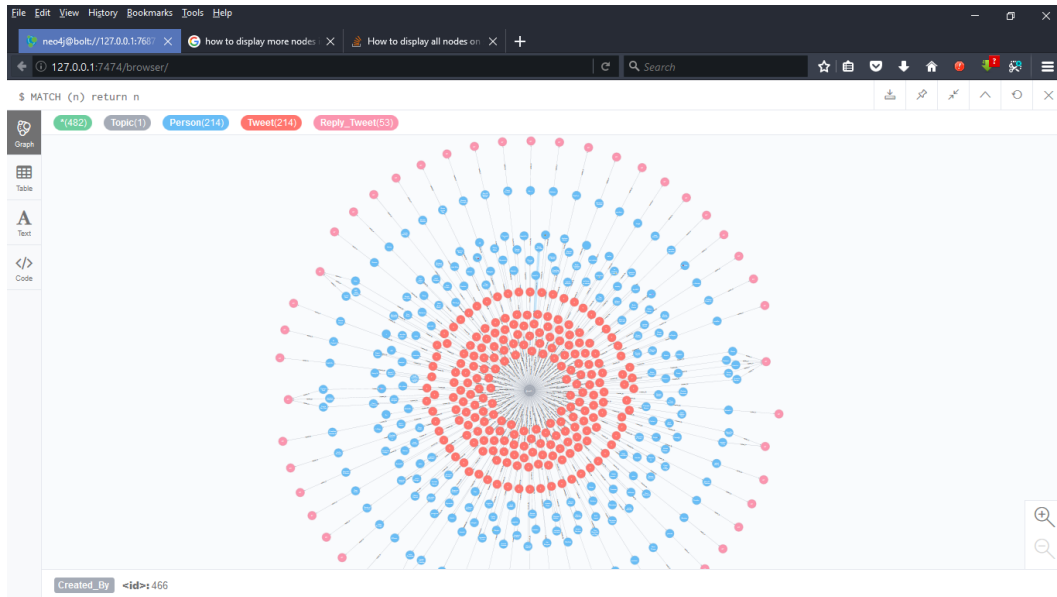 File Edit View History Bookmarks Tools Help
neo4j@bolt://127.0.0.1:7687
how to display more nodes i
How to display all nodes on
127.0.0.1:7474/browser/
Search
$ MATCH (n) return n
*(482) Topic(1) Person(214) Tweet(214) Reply_Tweet(53)
Graph
Table
A
Text
</>
Code
Created_By <id>: 466